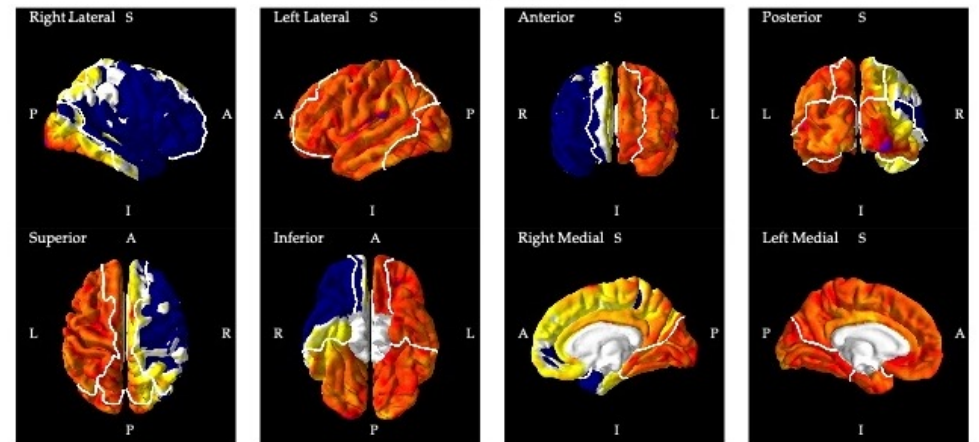 Right Lateral S
P A
I
Left Lateral S
A P
I
Anterior S
R L
I
Posterior S
L R
I
Superior A
L R
P
Inferior A
R L
P
Right Medial S
A P
I
Left Medial S
P A
I